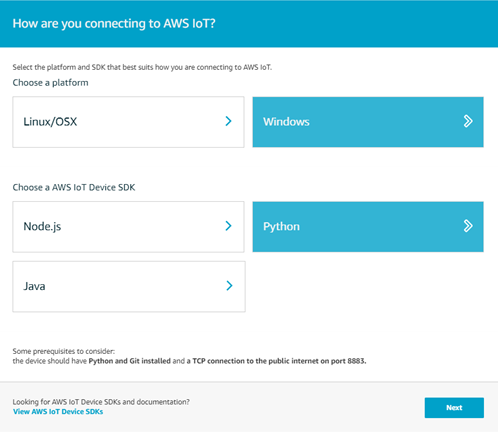 How are you connecting to AWS IoT?
Select the platform and SDK that best suits how you are connecting to AWS IoT.
Choose a platform
Linux/OSX
Windows
Choose a AWS IoT Device SDK
Node.js
Python
Java
Some prerequisites to consider:
the device should have Python and Git installed and a TCP connection to the public internet on port 8883.
Looking for AWS IoT Device SDKs and documentation?
View AWS IoT Device SDKs
Next